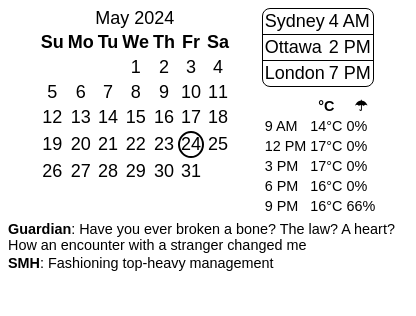 May 2024
Su Mo Tu We Th Fr Sa
1 2 3 4
5 6 7 8 9 10 11
12 13 14 15 16 17 18
19 20 21 22 23 24 25
26 27 28 29 30 31
Sydney 4 AM
Ottawa 2 PM
London 7 PM
°C ☂
9 AM 14°C 0%
12 PM 17°C 0%
3 PM 17°C 0%
6 PM 16°C 0%
9 PM 16°C 66%
Guardian: Have you ever broken a bone? The law? A heart?
How an encounter with a stranger changed me
SMH: Fashioning top-heavy management